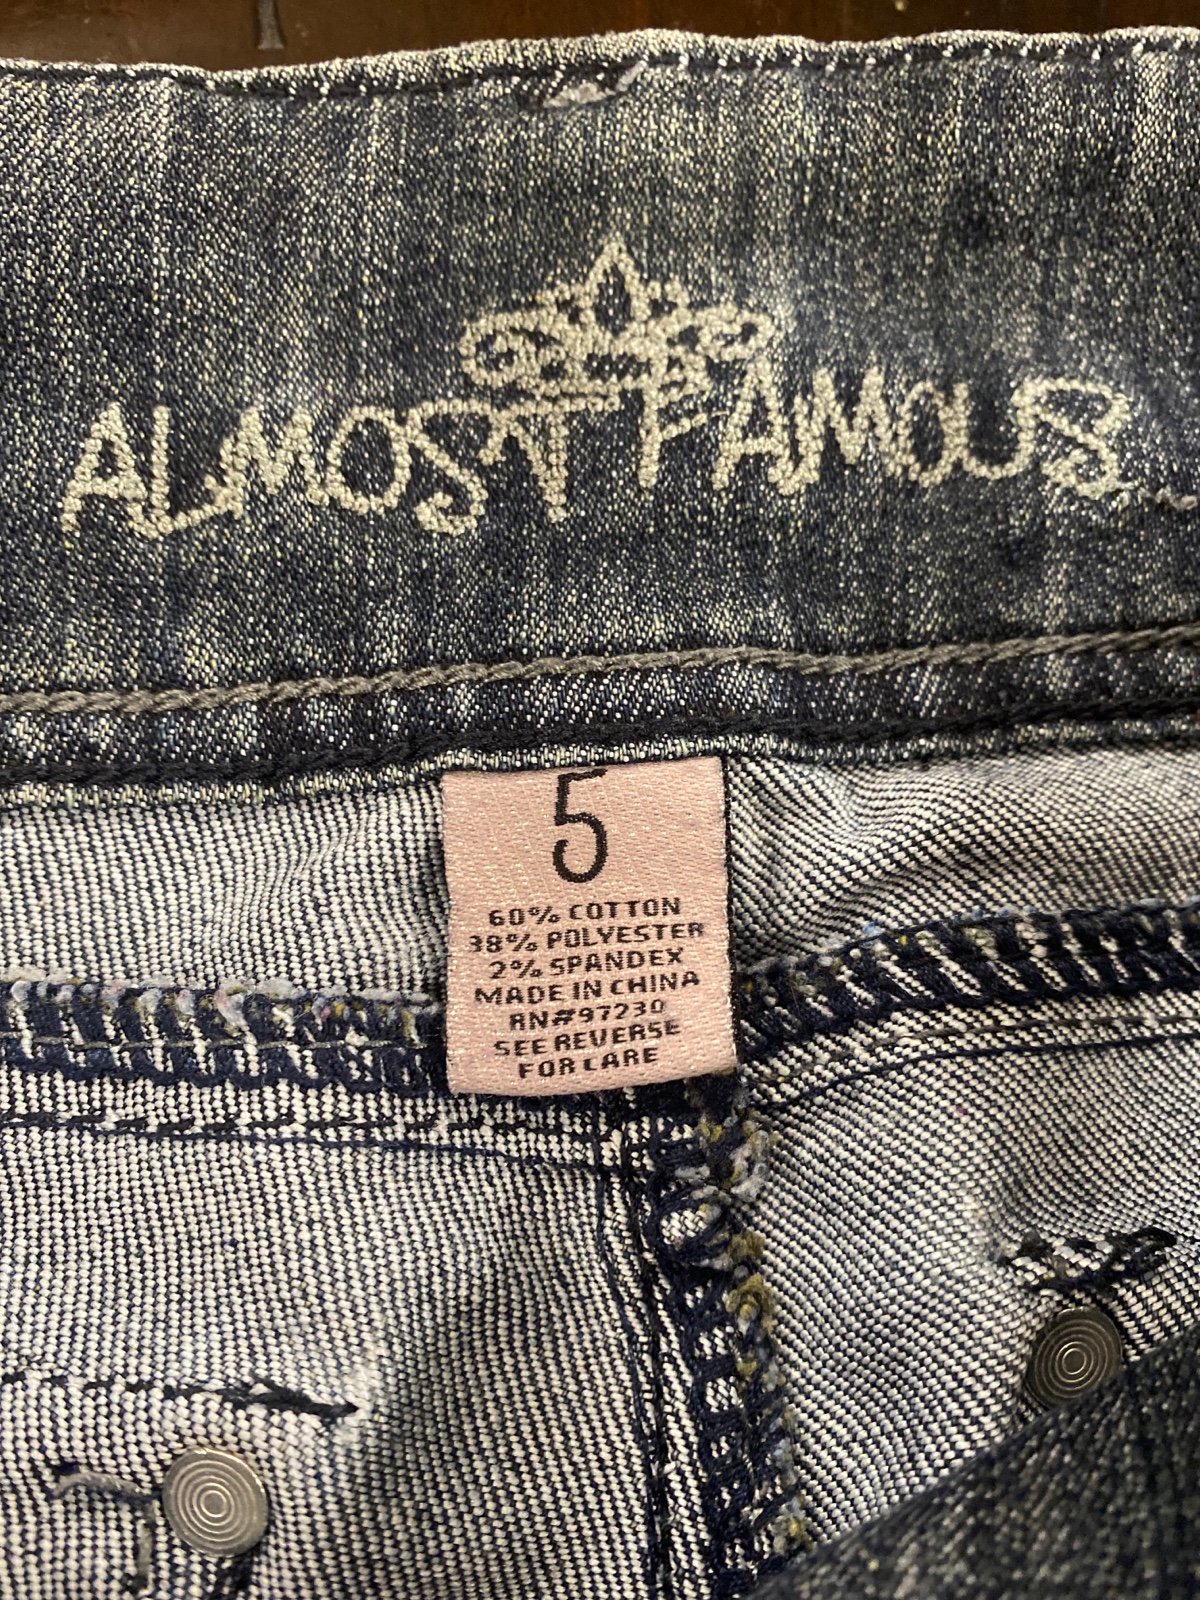 ALMOST FAMOUS
5
60% COTTON
38% POLYESTER
2% SPANDEX
MADE IN CHINA
RN#97230
SEE REVERSE
FOR CARE